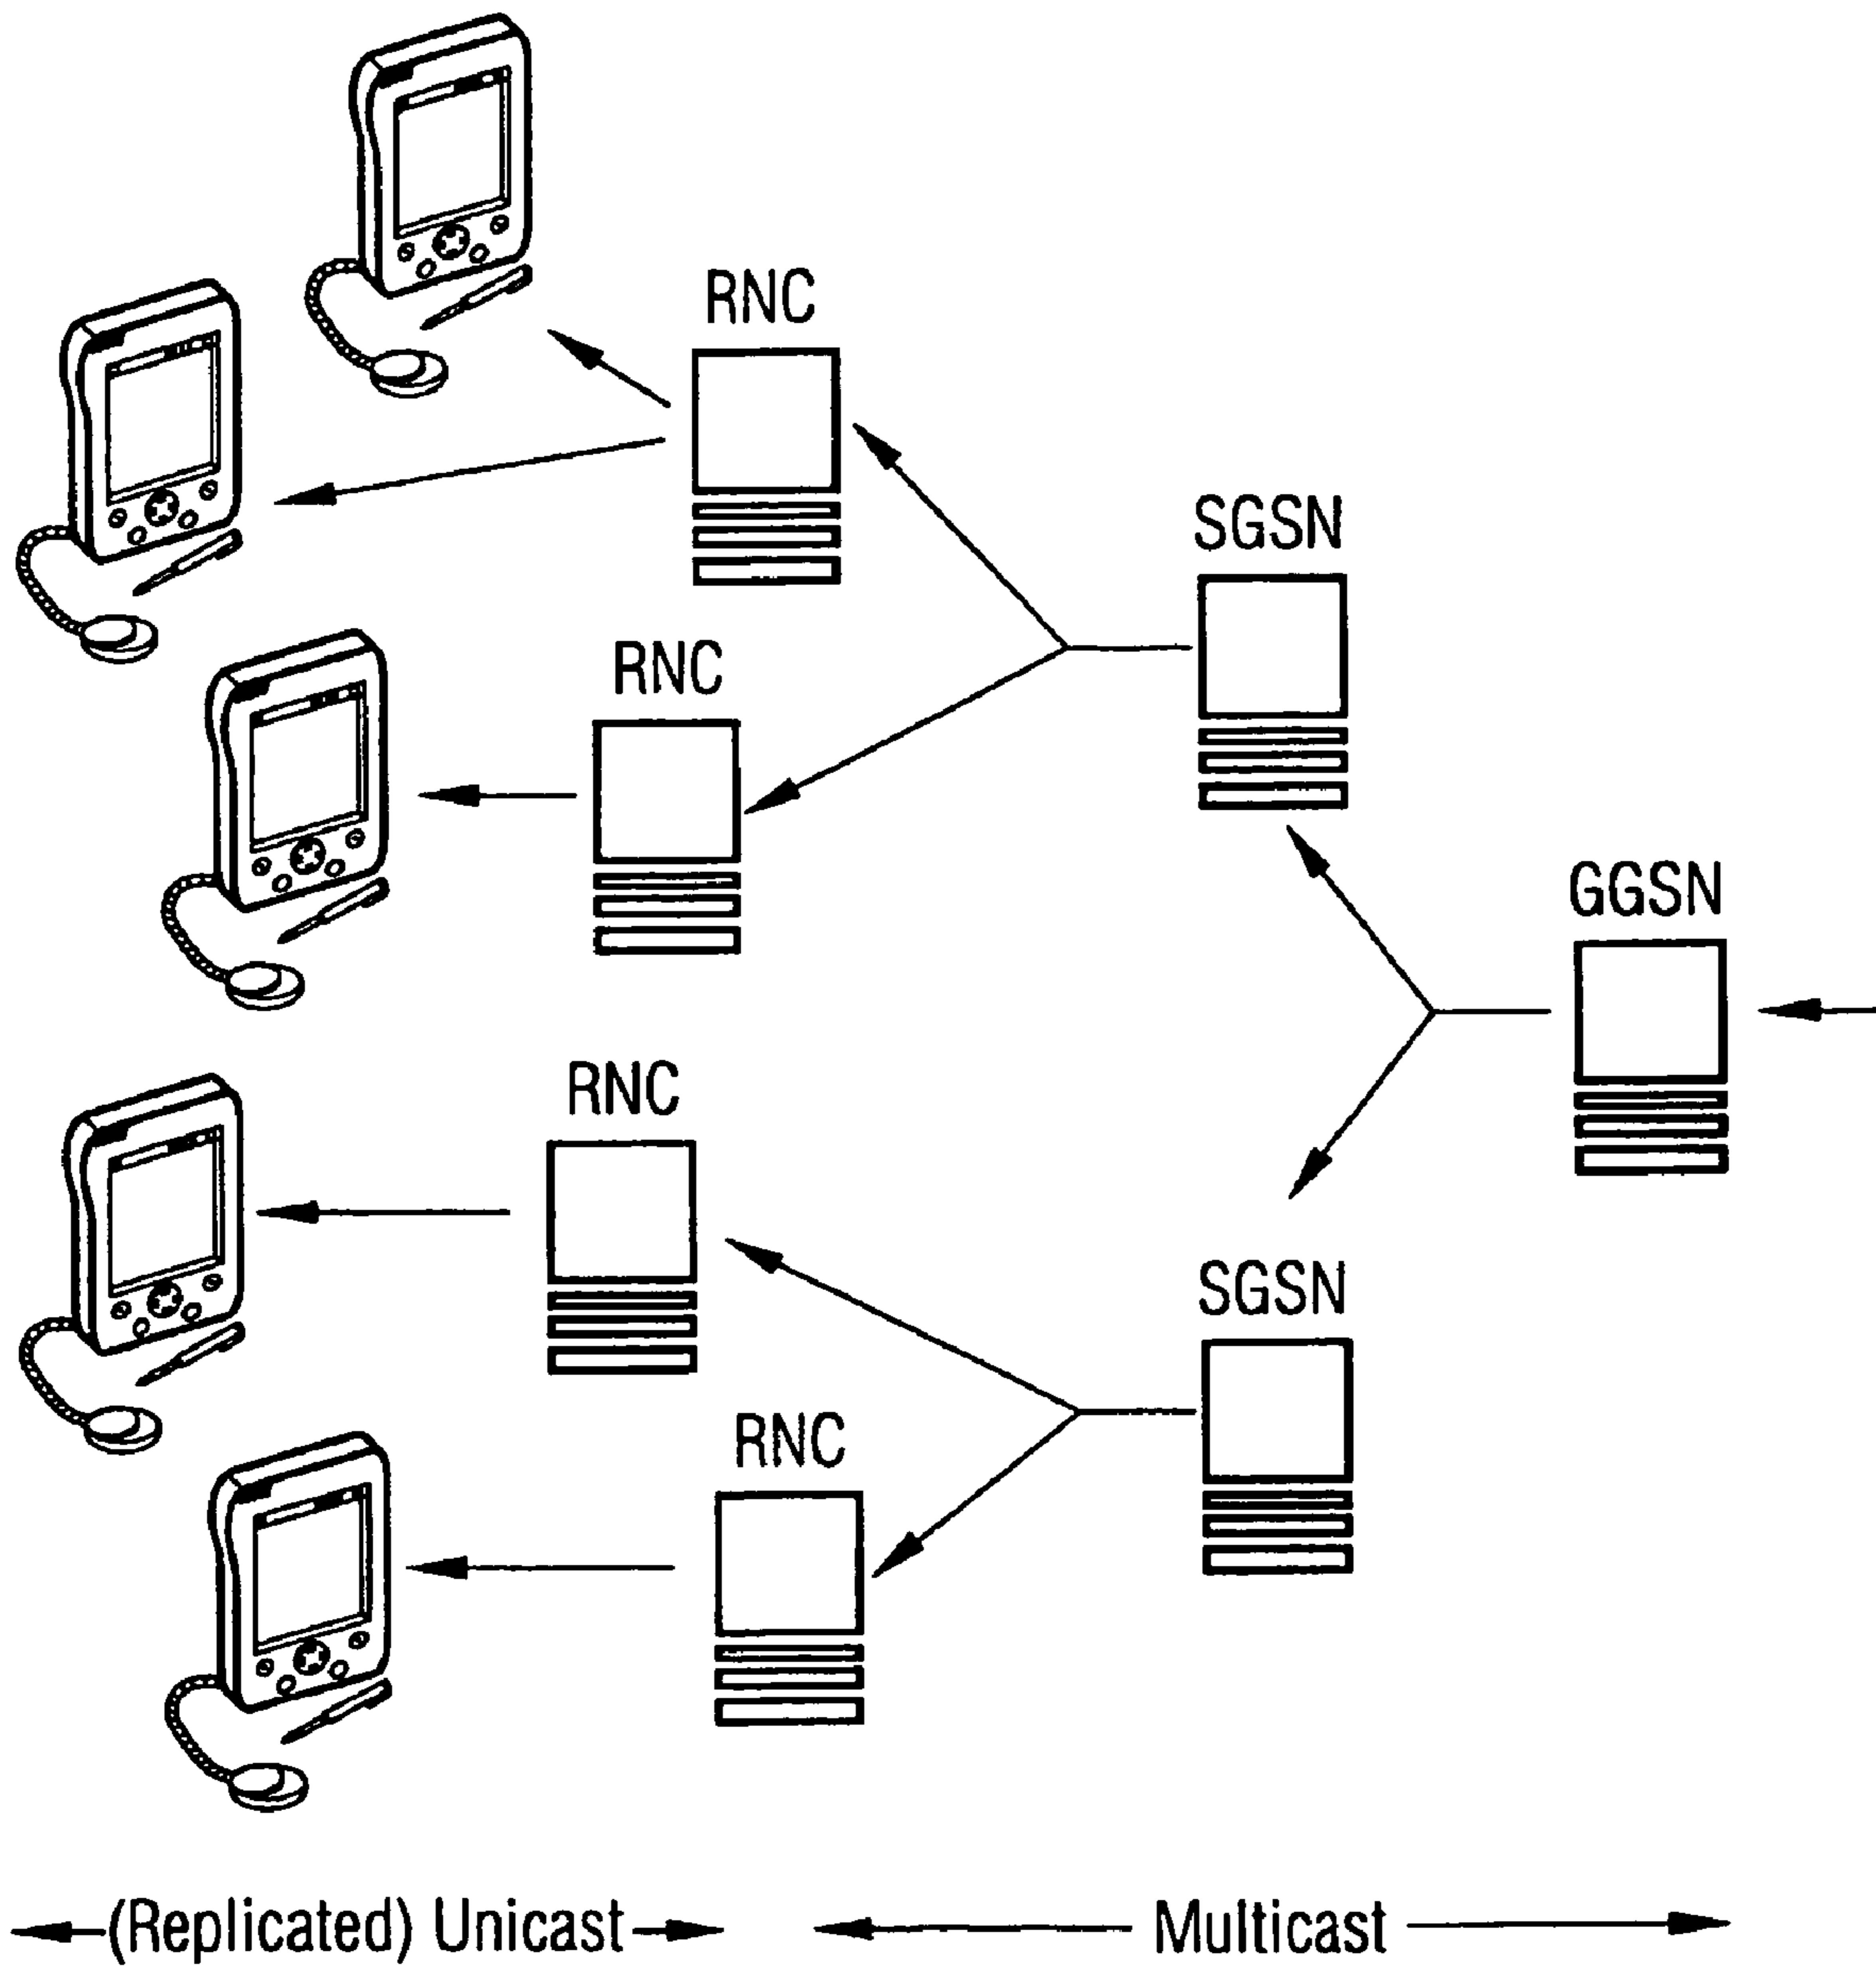 RNC
SGSN
RNC
GGSN
RNC
SGSN
RNC
(Replicated) Unicast
Multicast